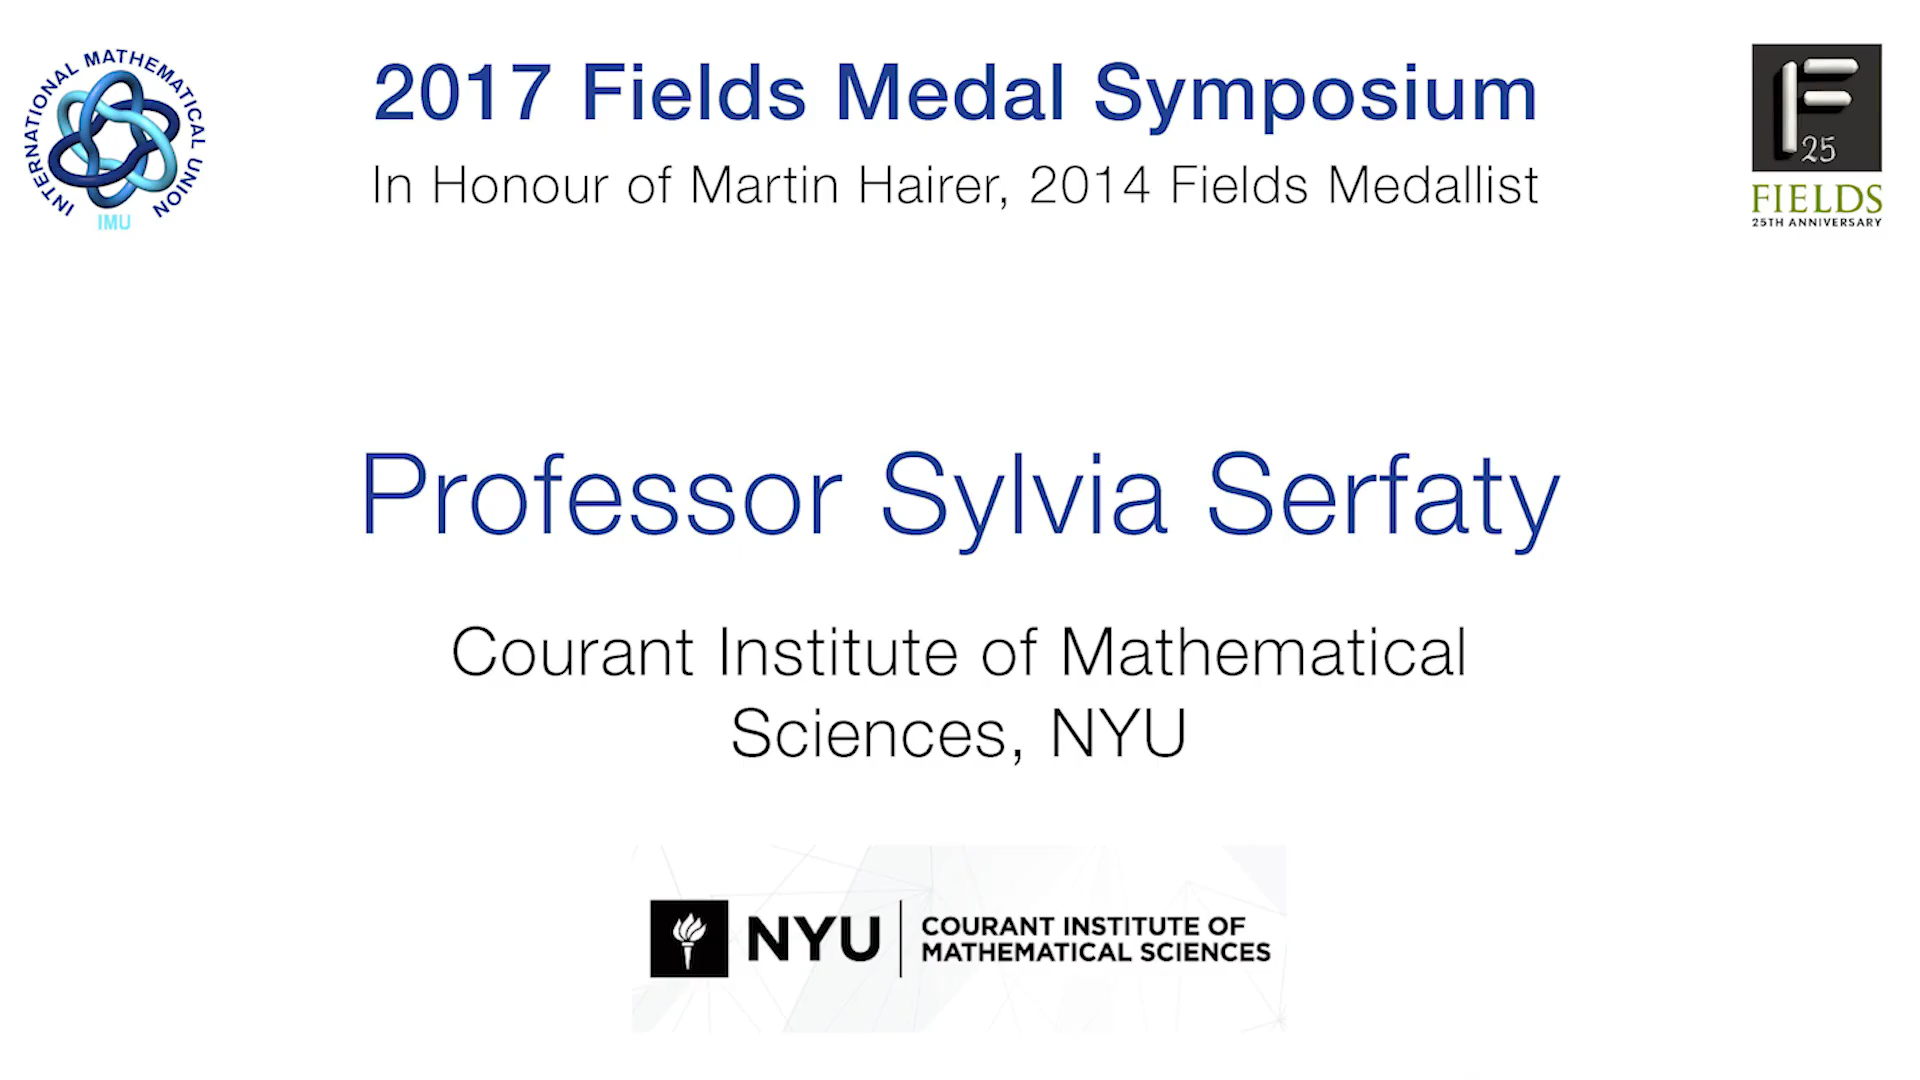 INTERNATIONAL MATHEMATICAL UNION
IMU
2017 Fields Medal Symposium
In Honour of Martin Hairer, 2014 Fields Medallist
F
25
FIELDS
25TH ANNIVERSARY
Professor Sylvia Serfaty
Courant Institute of Mathematical
Sciences, NYU
NYU
COURANT INSTITUTE OF
MATHEMATICAL SCIENCES